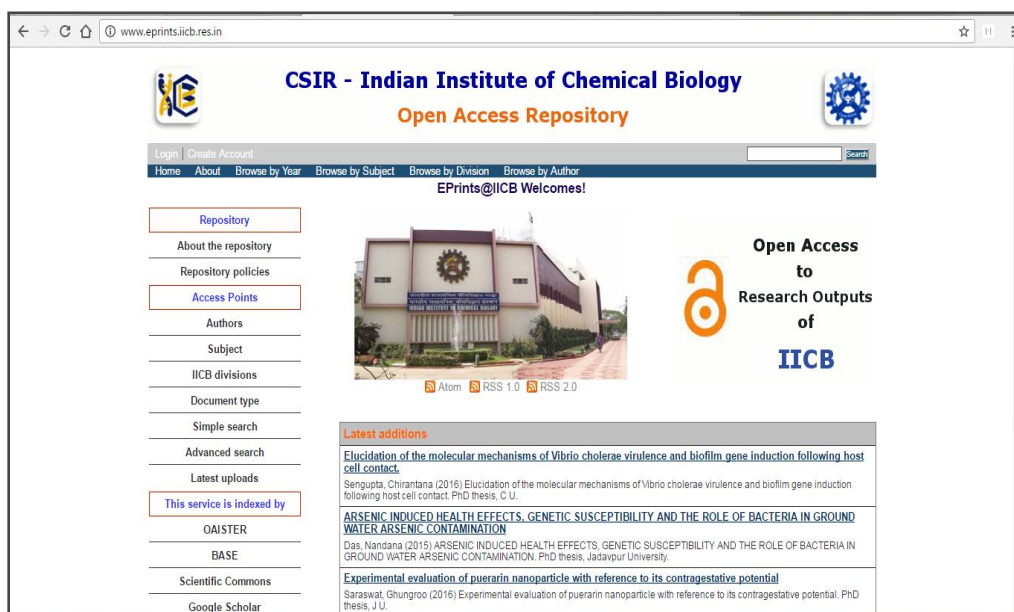 www.eprints.iicb.res.in
H
CSIR - Indian Institute of Chemical Biology
Open Access Repository
Login | Create Account
Search
Home About Browse by Year Browse by Subject Browse by Division Browse by Author
EPrints@IICB Welcomes!
Repository
About the repository
Repository policies
Access Points
Authors
Subject
IICB divisions
Document type
Simple search
Advanced search
Latest uploads
This service is indexed by
OAISTER
BASE
Scientific Commons
Google Scholar
INDIAN INSTITUTE OF CHEMICAL BIOLOGY
Open Access
to
Research Outputs
of
IICB
Atom RSS 1.0 RSS 2.0
Latest additions
Elucidation of the molecular mechanisms of Vibrio cholerae virulence and biofilm gene induction following host
cell contact.
Sengupta, Chirantana (2016) Elucidation of the molecular mechanisms of Vibrio cholerae virulence and biofilm gene induction
following host cell contact. PhD thesis, C U.
ARSENIC INDUCED HEALTH EFFECTS, GENETIC SUSCEPTIBILITY AND THE ROLE OF BACTERIA IN GROUND
WATER ARSENIC CONTAMINATION
Das, Nandana (2015) ARSENIC INDUCED HEALTH EFFECTS, GENETIC SUSCEPTIBILITY AND THE ROLE OF BACTERIA IN
GROUND WATER ARSENIC CONTAMINATION. PhD thesis, Jadavpur University.
Experimental evaluation of puerarin nanoparticle with reference to its contragestative potential
Saraswat, Ghungroo (2016) Experimental evaluation of puerarin nanoparticle with reference to its contragestative potential. PhD
thesis, J U.